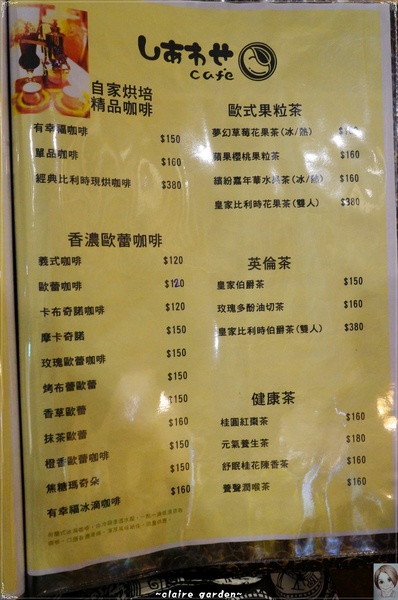 しあわせ
cafe
自家烘培
精品咖啡
有幸福咖啡 $150
單品咖啡 $160
經典比利時現烘咖啡 $380
香濃歐蕾咖啡
義式咖啡 $120
歐蕾咖啡 $120
卡布奇諾咖啡 $120
摩卡奇諾 $150
玫瑰歐蕾咖啡 $150
烤布蕾歐蕾 $150
香草歐蕾 $150
抹茶歐蕾 $160
橙香歐蕾咖啡 $150
焦糖瑪奇朵 $150
有幸福冰滴咖啡 $160
歐式果粒茶
夢幻草莓花果茶(冰/熱)
蘋果櫻桃果粒茶 $160
繽紛嘉年華水果茶(冰/熱) $160
皇家比利時花果茶(雙人) $380
英倫茶
皇家伯爵茶 $150
玫瑰多酚油切茶 $160
皇家比利時伯爵茶(雙人) $380
健康茶
桂圓紅棗茶 $160
元氣養生茶 $180
舒眠桂花陳香茶 $160
養聲潤喉茶 $160
~claire garden~